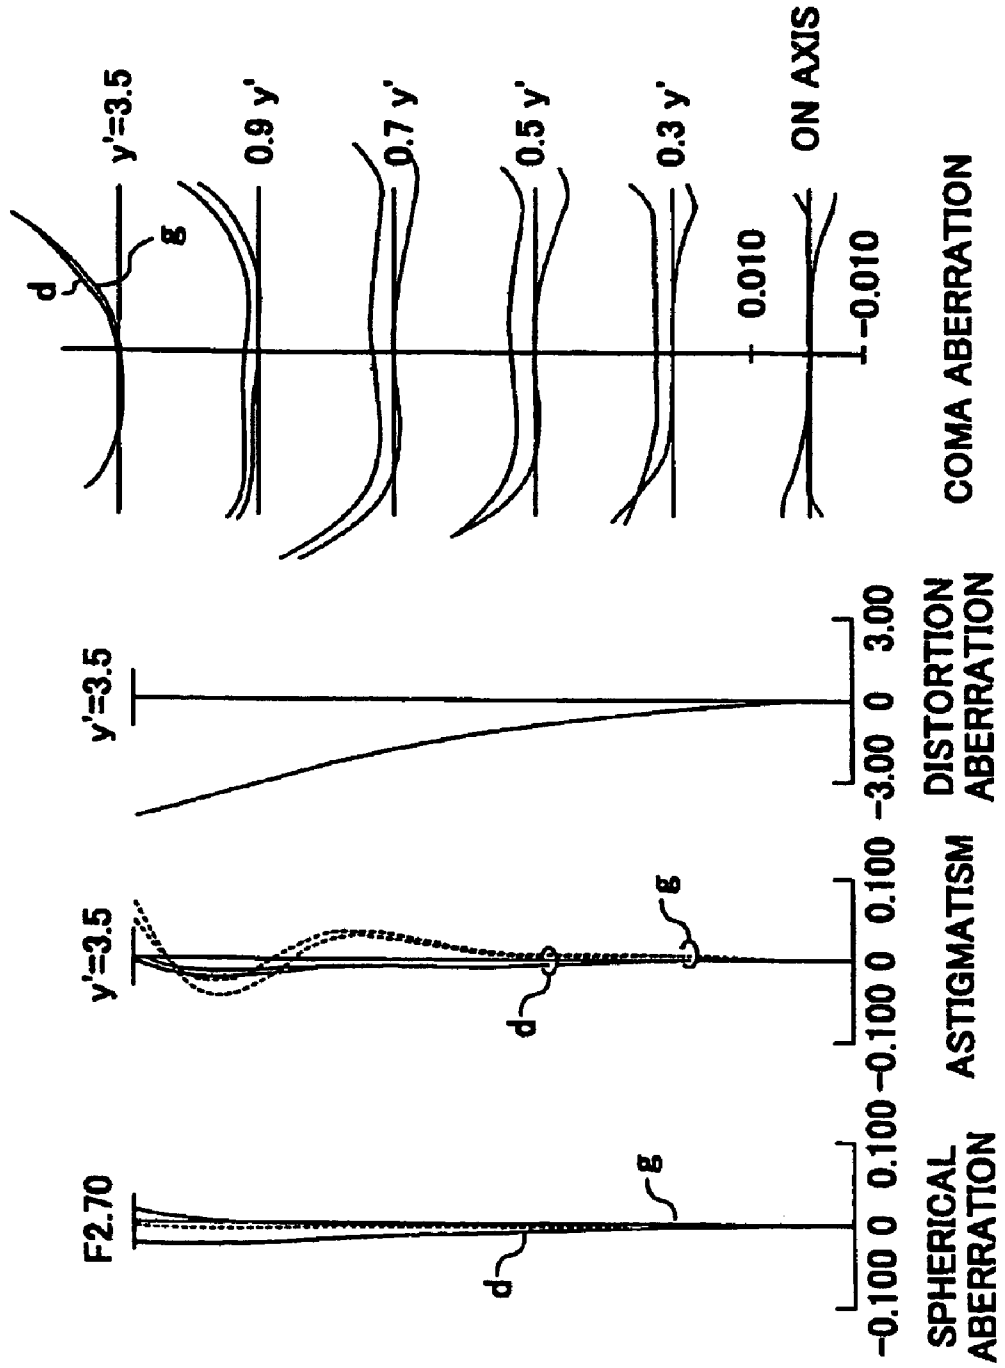 F2.70
d
g
-0.100 0 0.100
SPHERICAL
ABERRATION
y'=3.5
d
g
-0.100 0 0.100
ASTIGMATISM
y'=3.5
-3.00 0 3.00
DISTORTION
ABERRATION
d
g
y'=3.5
0.9 y'
0.7 y'
0.5 y'
0.3 y'
0.010
ON AXIS
-0.010
COMA ABERRATION